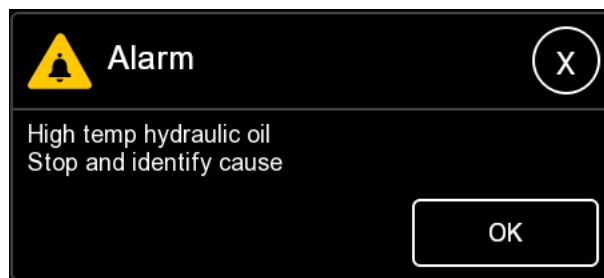 Alarm
X
High temp hydraulic oil
Stop and identify cause
OK